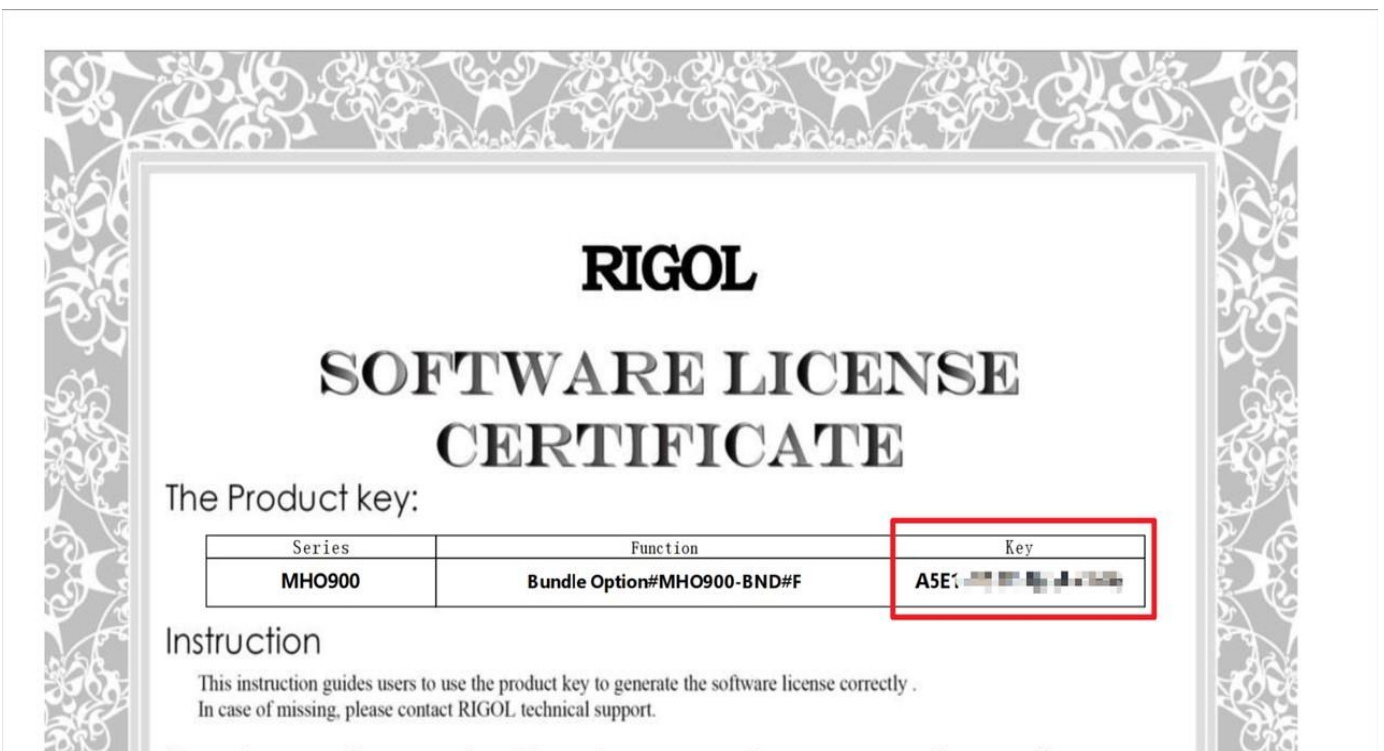 RIGOL
SOFTWARE LICENSE
CERTIFICATE
The Product key:
Series Function Key
MHO900 Bundle Option#MHO900-BND#F
Instruction
This instruction guides users to use the product key to generate the software license correctly .
In case of missing, please contact RIGOL technical support.